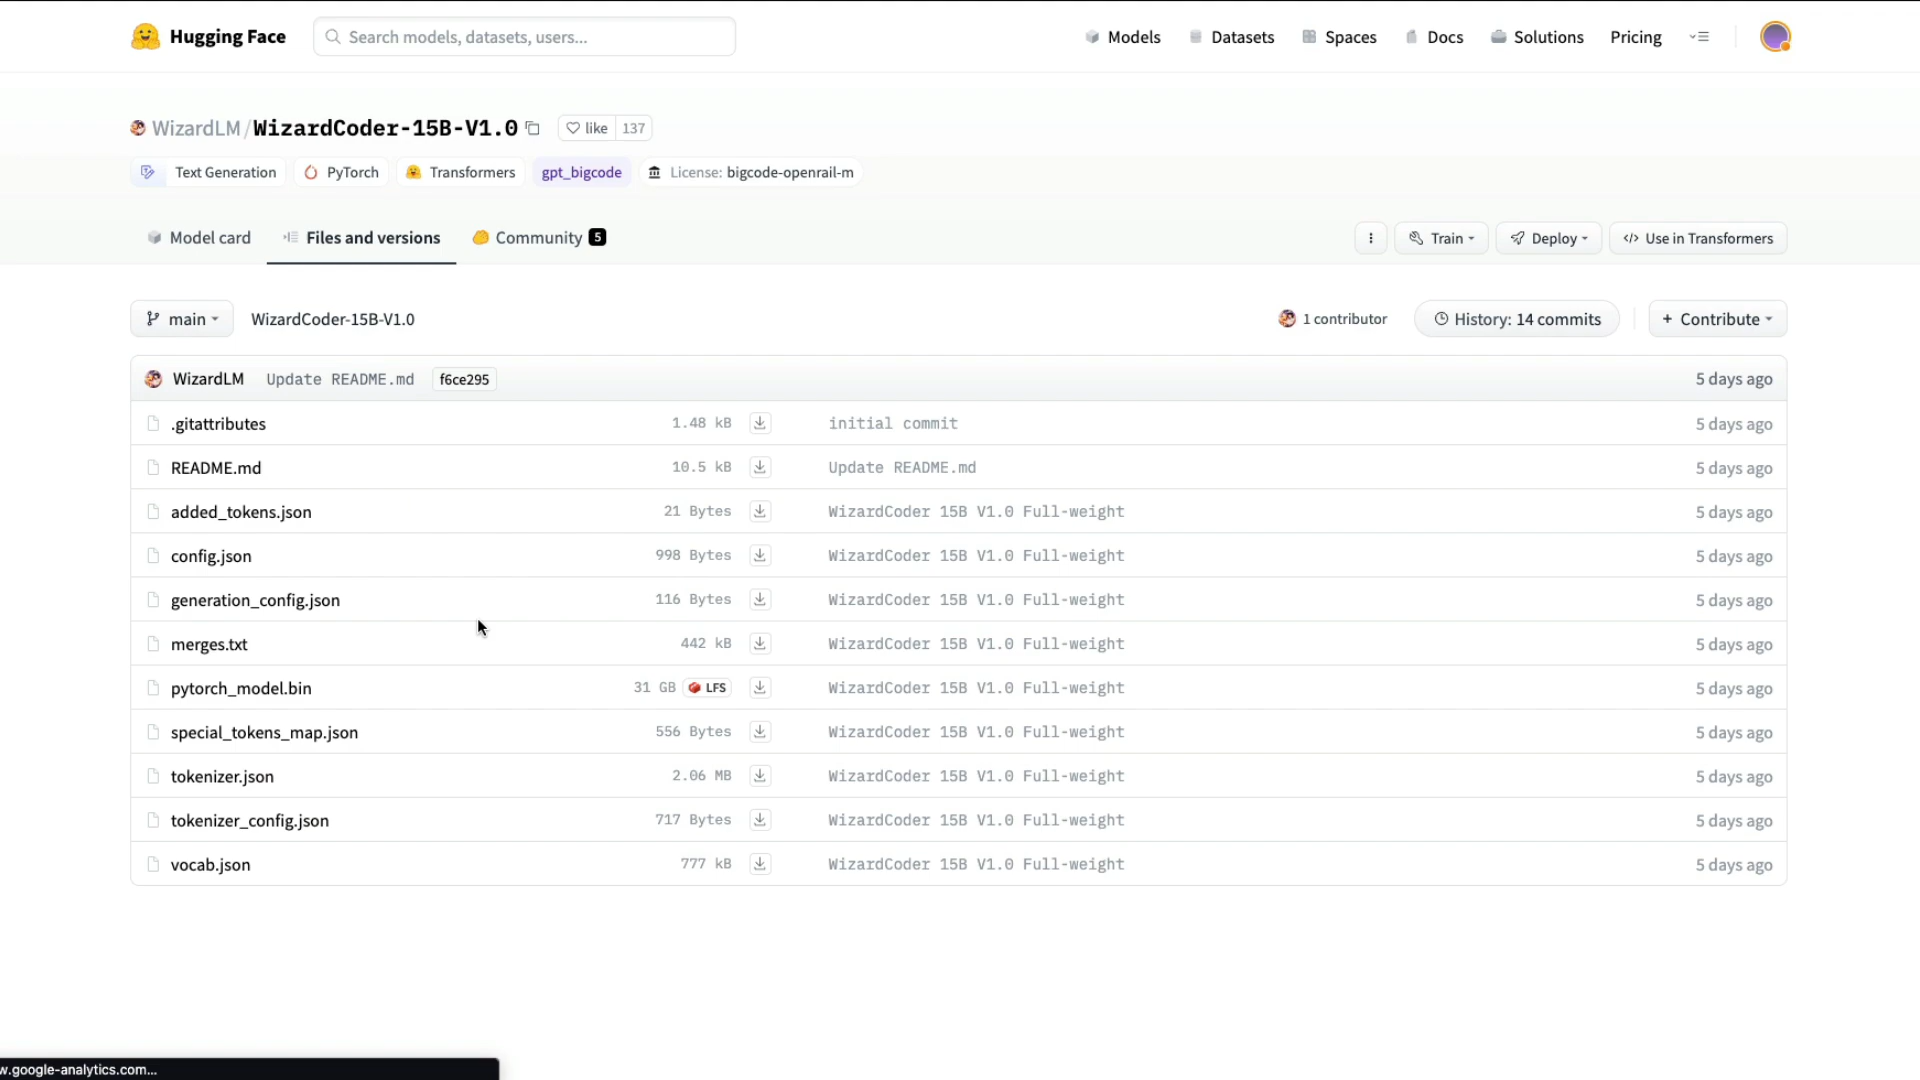 Hugging Face
Search models, datasets, users...
Models
Datasets
Spaces
Docs
Solutions
Pricing
WizardLM/WizardCoder-15B-V1.0
like 137
Text Generation
PyTorch
Transformers
gpt_bigcode
License: bigcode-openrail-m
Model card
Files and versions
Community 5
Train
Deploy
</> Use in Transformers
main
WizardCoder-15B-V1.0
1 contributor
History: 14 commits
+ Contribute
WizardLM Update README.md f6ce295 5 days ago
.gitattributes 1.48 kB initial commit 5 days ago
README.md 10.5 kB Update README.md 5 days ago
added_tokens.json 21 Bytes WizardCoder 15B V1.0 Full-weight 5 days ago
config.json 998 Bytes WizardCoder 15B V1.0 Full-weight 5 days ago
generation_config.json 116 Bytes WizardCoder 15B V1.0 Full-weight 5 days ago
merges.txt 442 kB WizardCoder 15B V1.0 Full-weight 5 days ago
pytorch_model.bin 31 GB LFS WizardCoder 15B V1.0 Full-weight 5 days ago
special_tokens_map.json 556 Bytes WizardCoder 15B V1.0 Full-weight 5 days ago
tokenizer.json 2.06 MB WizardCoder 15B V1.0 Full-weight 5 days ago
tokenizer_config.json 717 Bytes WizardCoder 15B V1.0 Full-weight 5 days ago
vocab.json 777 kB WizardCoder 15B V1.0 Full-weight 5 days ago
w.google-analytics.com...